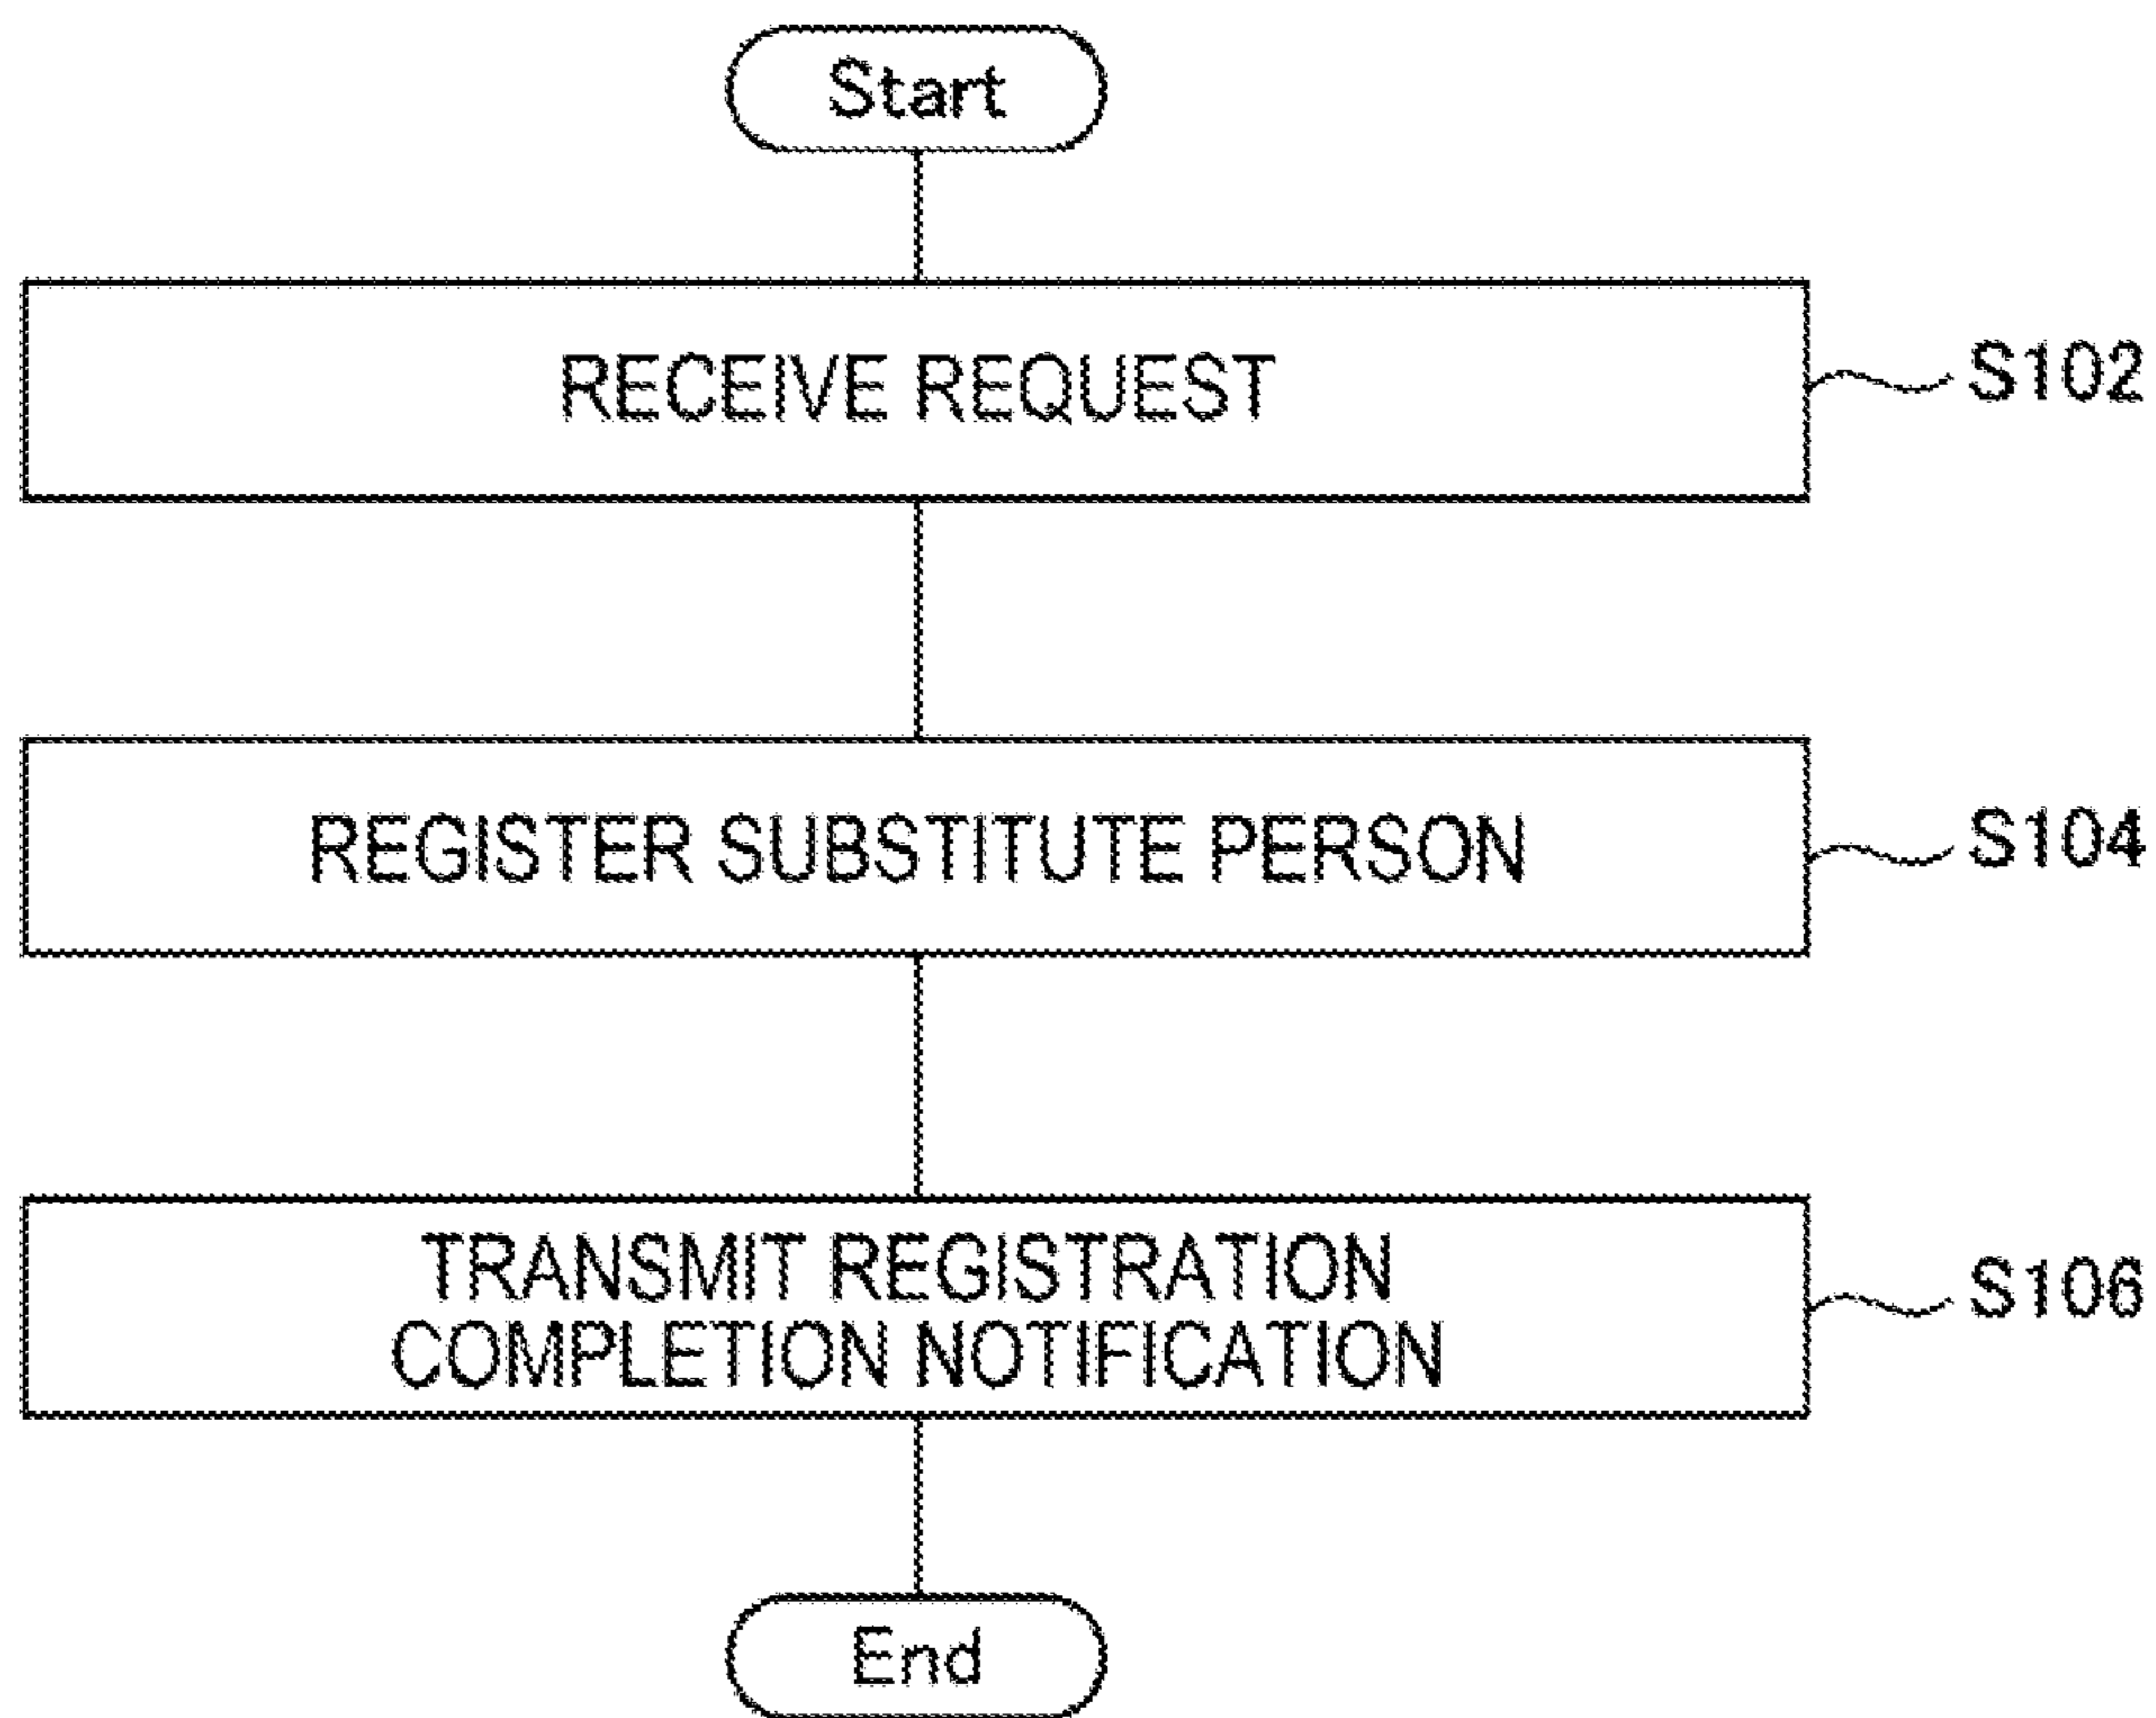 Start
RECEIVE REQUEST
S102
REGISTER SUBSTITUTE PERSON
S104
TRANSMIT REGISTRATION
COMPLETION NOTIFICATION
S106
End